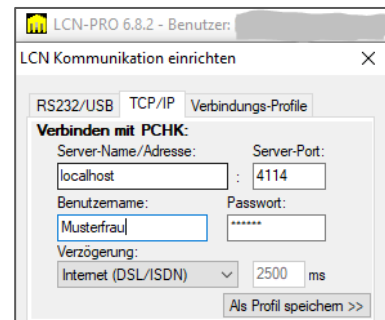 LCN-PRO 6.8.2 - Benutzer:
LCN Kommunikation einrichten
RS232/USB TCP/IP Verbindungs-Profile
Verbinden mit PCHK:
Server-Name/Adresse: Server-Port:
localhost : 4114
Benutzername: Passwort:
Musterfrau ******
Verzögerung:
Internet (DSL/ISDN) 2500 ms
Als Profil speichern >>